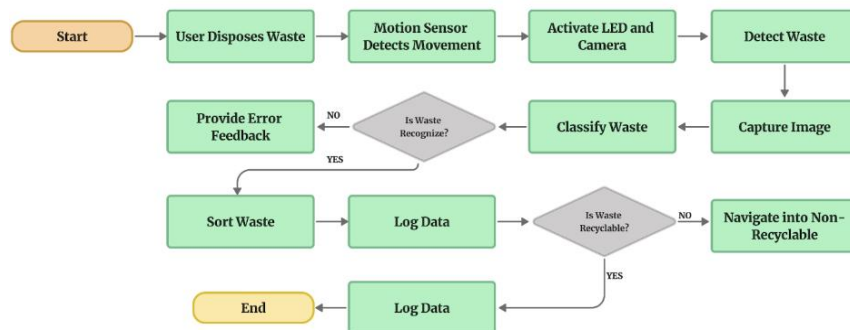 Start
User Disposes Waste
Motion Sensor
Detects Movement
Activate LED and
Camera
Detect Waste
Provide Error
Feedback
NO
Is Waste
Recognize?
Classify Waste
Capture Image
YES
Sort Waste
Log Data
Is Waste
Recyclable?
NO
Navigate into Non-
Recyclable
YES
End
Log Data